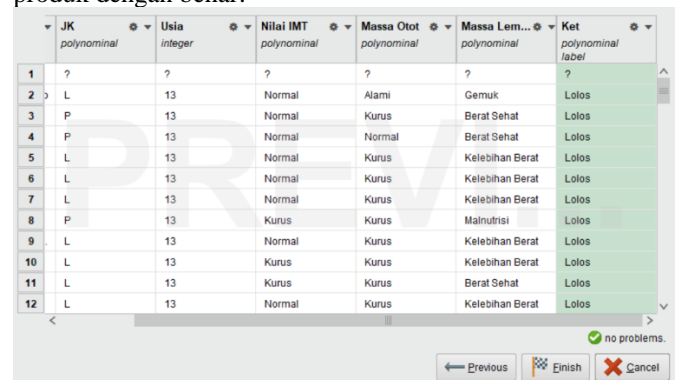 produk dengan benar.
JK Usia Nilai IMT Massa Otot Massa Lem... Ket
polynominal integer polynominal polynominal polynominal polynominal label
1 ? ? ? ? ? ?
2 L 13 Normal Alami Gemuk Lolos
3 P 13 Normal Kurus Berat Sehat Lolos
4 P 13 Normal Normal Berat Sehat Lolos
5 L 13 Normal Kurus Kelebihan Berat Lolos
6 L 13 Normal Kurus Kelebihan Berat Lolos
7 L 13 Normal Kurus Kelebihan Berat Lolos
8 P 13 Kurus Kurus Malnutrisi Lolos
9 . L 13 Normal Kurus Kelebihan Berat Lolos
10 L 13 Kurus Kurus Kelebihan Berat Lolos
11 L 13 Kurus Kurus Berat Sehat Lolos
12 L 13 Normal Kurus Kelebihan Berat Lolos
PREVI...
no problems.
Previous Finish Cancel